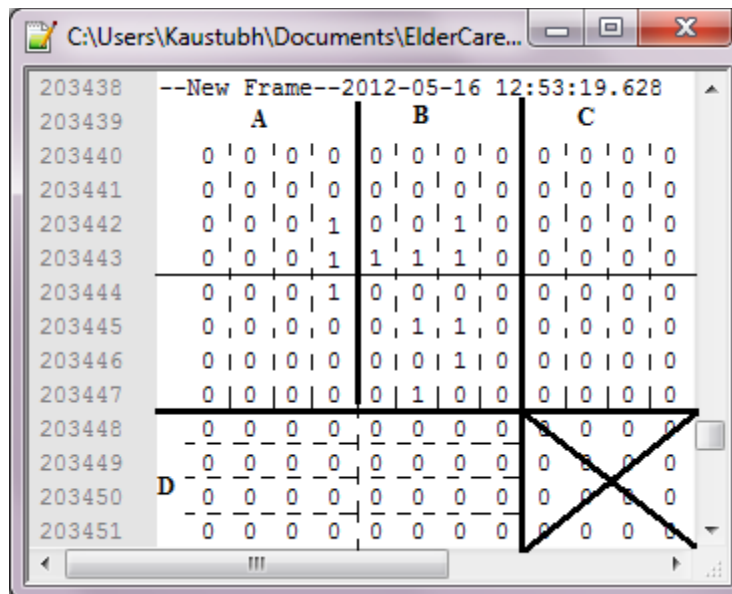 C:\Users\Kaustubh\Documents\ElderCare...
203438 --New Frame--2012-05-16 12:53:19.628
203439 A B C
203440 0 0 0 0 0 0 0 0 0 0 0 0
203441 0 0 0 0 0 0 0 0 0 0 0 0
203442 0 0 0 1 0 0 1 0 0 0 0 0
203443 0 0 0 1 1 1 1 0 0 0 0 0
203444 0 0 0 1 0 0 0 0 0 0 0 0
203445 0 0 0 0 0 1 1 0 0 0 0 0
203446 0 0 0 0 0 0 1 0 0 0 0 0
203447 0 0 0 0 0 1 0 0 0 0 0 0
203448 0 0 0 0 0 0 0 0 0 0 0 0
203449 0 0 0 0 0 0 0 0 0 0 0 0
203450 D 0 0 0 0 0 0 0 0 0 0 0 0
203451 0 0 0 0 0 0 0 0 0 0 0 0